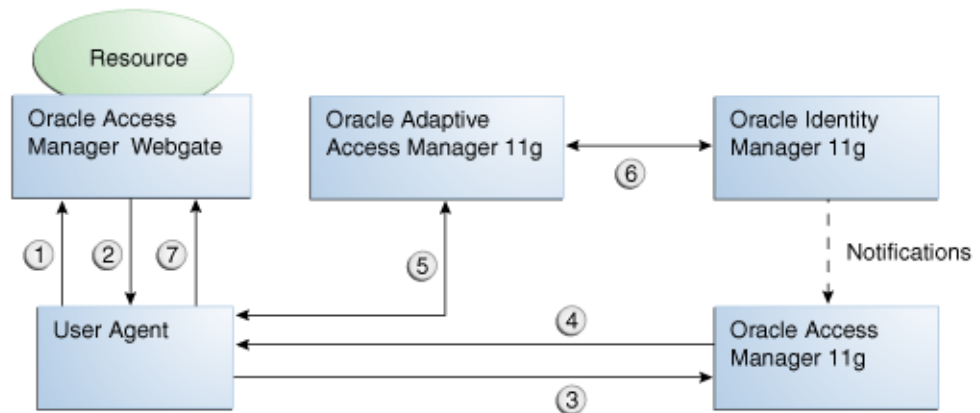 Resource
Oracle Access
Manager Webgate
Oracle Adaptive
Access Manager 11g
Oracle Identity
Manager 11g
6
1
2
7
5
Notifications
User Agent
4
Oracle Access
Manager 11g
3